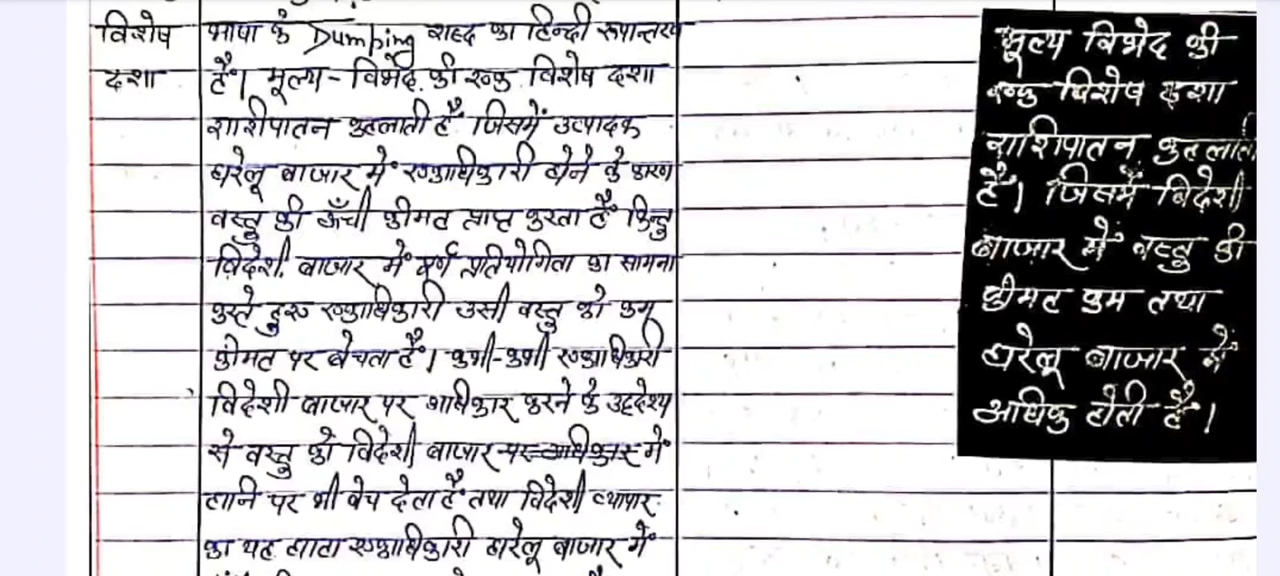 विशेष
दशा
भाषा के Dumping शब्द का हिन्दी रूपान्तरण
है। मूल्य-विभेद की एक विशेष दशा
राशिपातन कहलाती है जिसमें उत्पादक
घरेलू बाजार में एकाधिकारी होने के कारण
वस्तु की ऊँची कीमत प्राप्त करता है किन्तु
विदेशी बाजार में पूर्ण प्रतियोगिता का सामना
करते हुए एकाधिकारी उसी वस्तु को कम
कीमत पर बेचता है। कभी-कभी एकाधिकारी
विदेशी बाजार पर अधिकार करने के उद्देश्य
से वस्तु को विदेशी बाजार में
हानि पर भी बेच देता है तथा विदेशी व्यापार
का यह घाटा एकाधिकारी घरेलू बाजार में
मूल्य विभेद की
एक विशेष दशा
राशिपातन कहलाती
है। जिसमें विदेशी
बाजार में वस्तु की
कीमत कम तथा
घरेलू बाजार में
अधिक होती है।